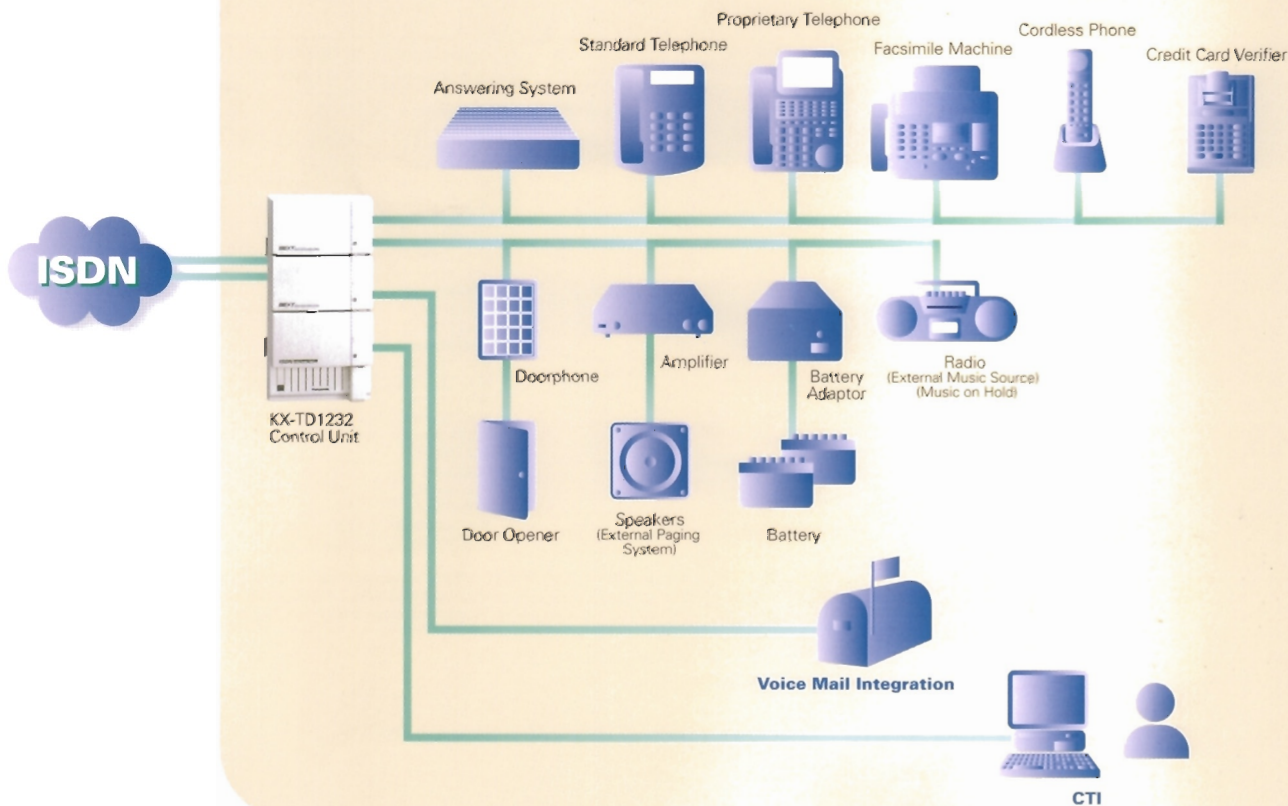 Proprietary Telephone
Cordless Phone
Standard Telephone
Facsimile Machine
Credit Card Verifier
Answering System
ISDN
KX-TD1232
Control Unit
Doorphone
Amplifier
Battery
Adaptor
Radio
(External Music Source)
(Music on Hold)
Door Opener
Speakers
(External Paging
System)
Battery
Voice Mail Integration
CTI